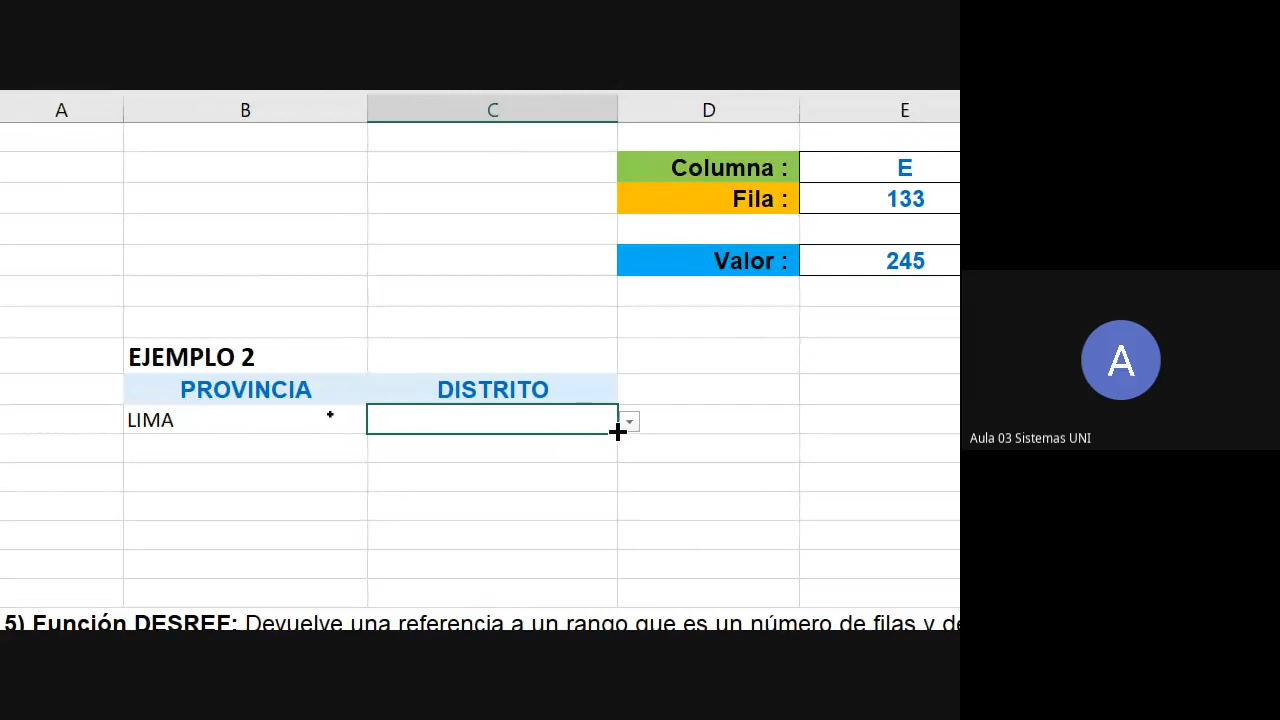 A B C D E
Columna : E
Fila : 133
Valor : 245
EJEMPLO 2
PROVINCIA DISTRITO
LIMA
5) Función DESREF: Devuelve una referencia a un rango que es un número de filas y de
A
Aula 03 Sistemas UNI